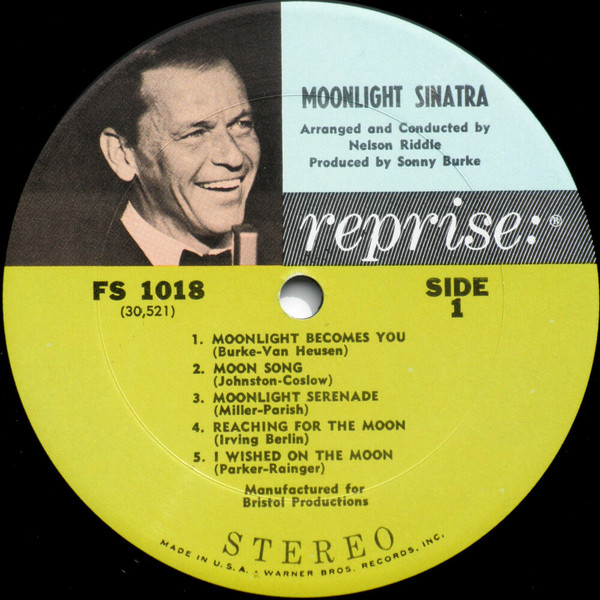 MOONLIGHT SINATRA
Arranged and Conducted by
Nelson Riddle
Produced by Sonny Burke
reprise:®
FS 1018
(30,521)
SIDE
1
1. MOONLIGHT BECOMES YOU
(Burke-Van Heusen)
2. MOON SONG
(Johnston-Coslow)
3. MOONLIGHT SERENADE
(Miller-Parish)
4. REACHING FOR THE MOON
(Irving Berlin)
5. I WISHED ON THE MOON
(Parker-Rainger)
Manufactured for
Bristol Productions
STEREO
MADE IN U.S.A. • WARNER BROS. RECORDS, INC.